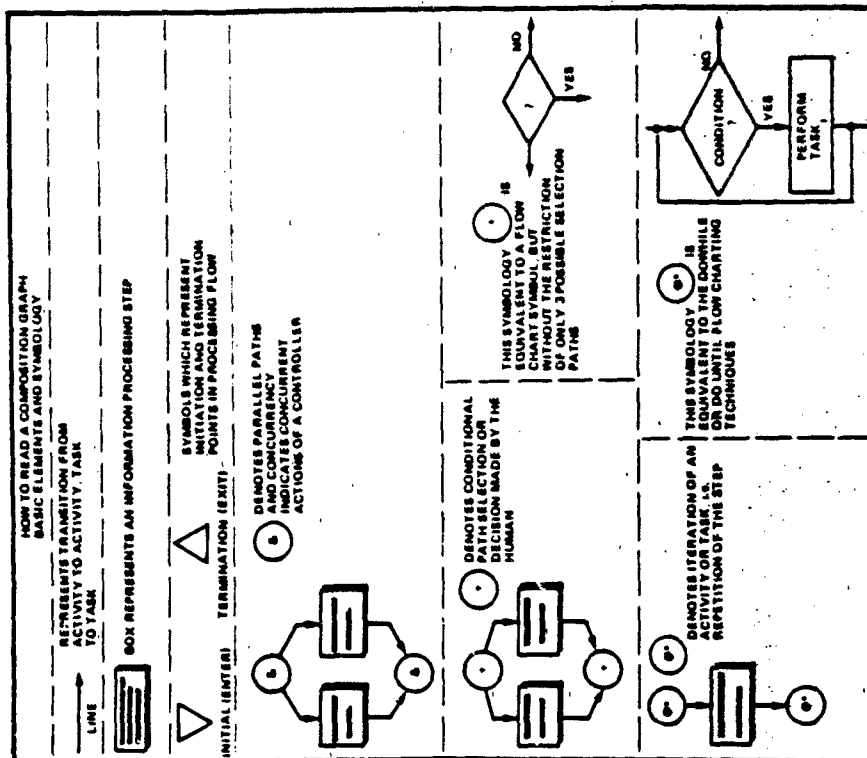 HOW TO READ A COMPOSITION GRAPH
BASIC ELEMENTS AND SYMBOLOGY
LINE
REPRESENTS TRANSITION FROM
ACTIVITY TO ACTIVITY, TASK
TO TASK
BOX REPRESENTS AN INFORMATION PROCESSING STEP
INITIAL (ENTER)
TERMINATION (EXIT)
SYMBOLS WHICH REPRESENT
INITIATION AND TERMINATION
POINTS IN PROCESSING FLOW
&
&
&
DENOTES PARALLEL PATHS
AND CONCURRENCY
INDICATES CONCURRENT
ACTIONS OF A CONTROLLER
+
+
+
DENOTES CONDITIONAL
PATH SELECTION OR
DECISION MADE BY THE
HUMAN
THIS SYMBOLOGY
+
IS
EQUIVALENT TO A FLOW
CHART SYMBOL, BUT
WITHOUT THE RESTRICTION
OF ONLY 3 POSSIBLE SELECTION
PATHS
?
NO
YES
@*
@*
@*
DENOTES ITERATION OF AN
ACTIVITY OR TASK, i.e.
REPETITION OF THE STEP
THIS SYMBOLOGY
@*
IS
EQUIVALENT TO THE DOWHILE
OR DO UNTIL FLOW CHARTING
TECHNIQUES
CONDITION
?
NO
YES
PERFORM
TASK